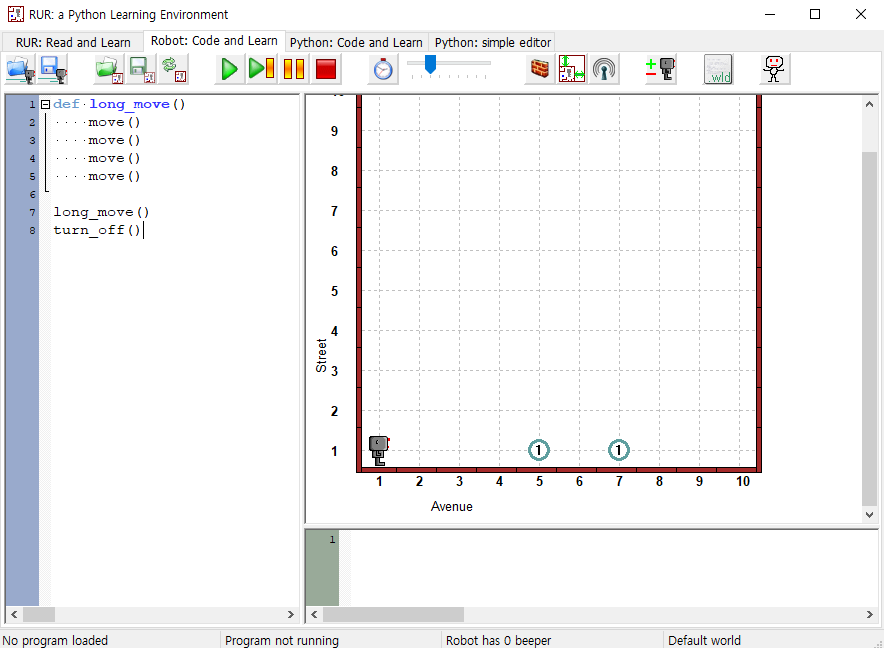 RUR: a Python Learning Environment
RUR: Read and Learn
Robot: Code and Learn
Python: Code and Learn
Python: simple editor
wld
1 def long_move()
2 move()
3 move()
4 move()
5 move()
6
7 long_move()
8 turn_off()
10
9
8
7
6
5
4
Street
3
2
1 1 1
1 2 3 4 5 6 7 8 9 10
Avenue
1
No program loaded
Program not running
Robot has 0 beeper
Default world